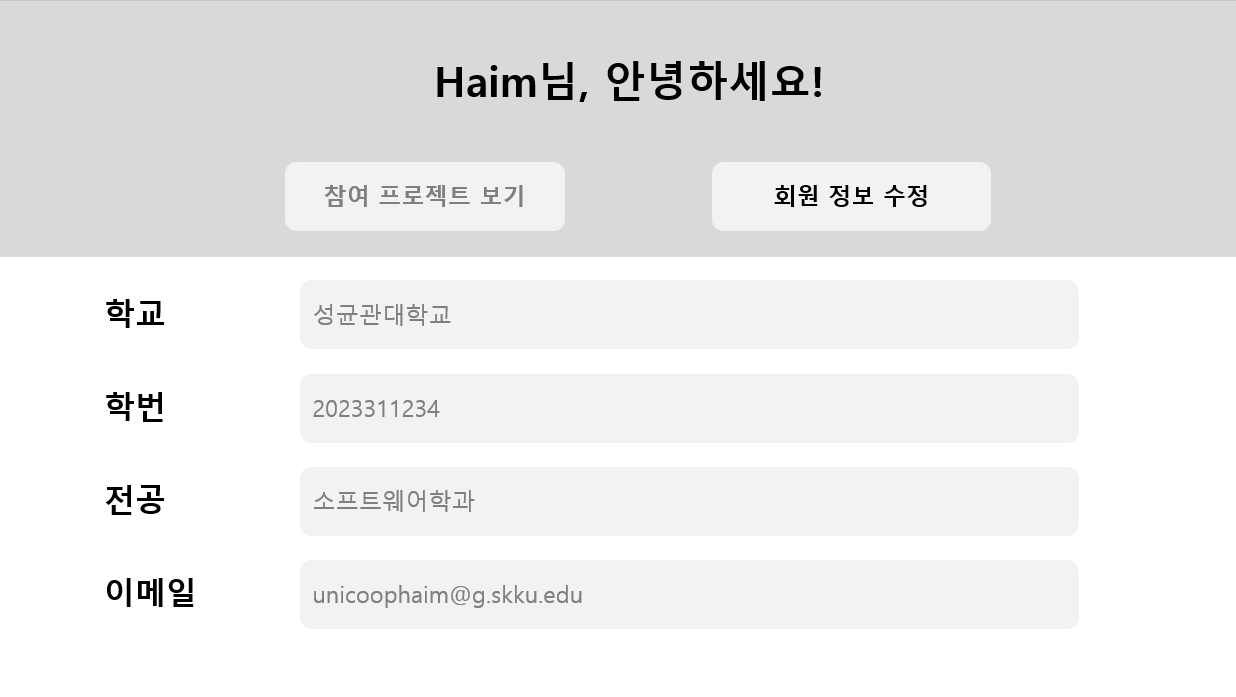 Haim님, 안녕하세요!
참여 프로젝트 보기
회원 정보 수정
학교
성균관대학교
학번
2023311234
전공
소프트웨어학과
이메일
unicoophaim@g.skku.edu